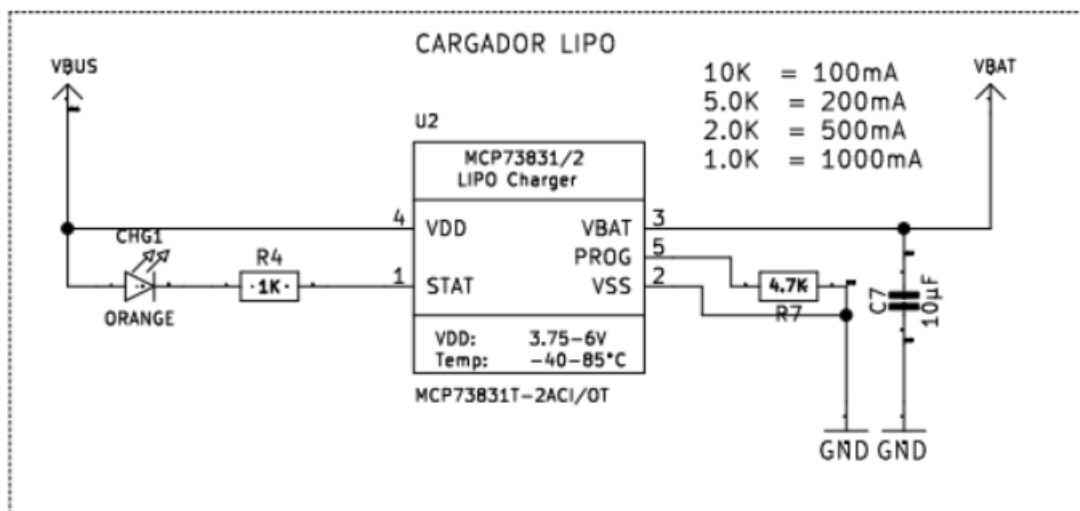 CARGADOR LIPO
VBUS
10K = 100mA
5.0K = 200mA
2.0K = 500mA
1.0K = 1000mA
VBAT
U2
MCP73831/2
LIPO Charger
4 VDD
VBAT 3
PROG 5
CHG1
ORANGE
R4
1K
1 STAT
VSS 2
4.7K
R7
C7
10µF
VDD: 3.75-6V
Temp: -40-85°C
MCP73831T-2ACI/OT
GND GND